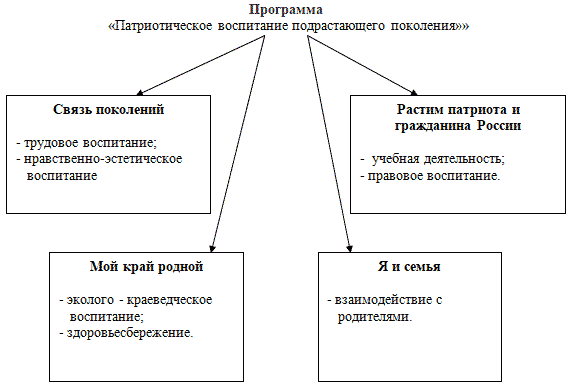 Программа
«Патриотическое воспитание подрастающего поколения»»
Связь поколений
- трудовое воспитание;
- нравственно-эстетическое
воспитание
Растим патриота и
гражданина России
- учебная деятельность;
- правовое воспитание.
Мой край родной
- эколого - краеведческое
воспитание;
- здоровьесбережение.
Я и семья
- взаимодействие с
родителями.